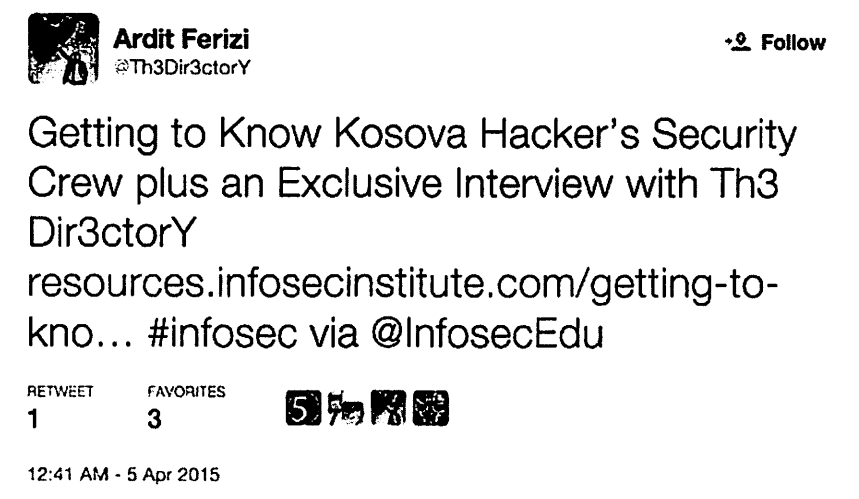 Ardit Ferizi
@Th3Dir3ctorY
Follow
Getting to Know Kosova Hacker's Security
Crew plus an Exclusive Interview with Th3
Dir3ctorY
resources.infosecinstitute.com/getting-to-
kno... #infosec via @InfosecEdu
RETWEET
1
FAVORITES
3
5
12:41 AM - 5 Apr 2015